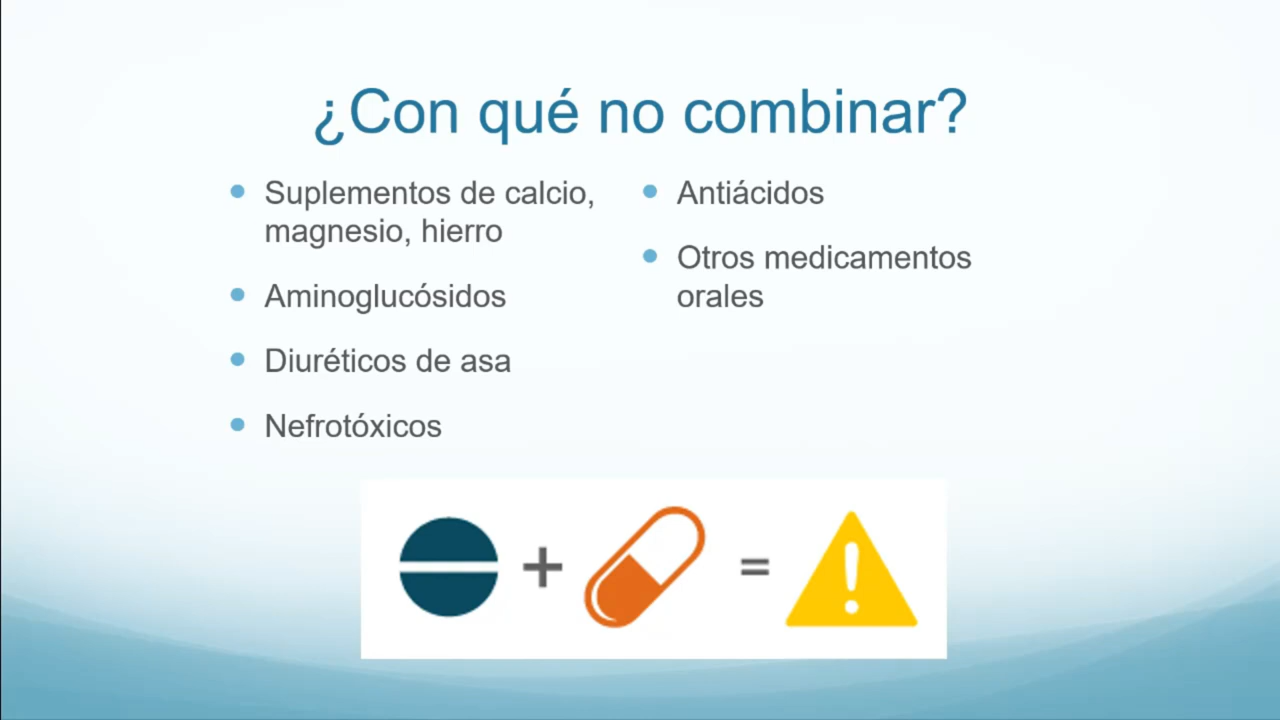 ¿Con qué no combinar?
Suplementos de calcio,
magnesio, hierro
Aminoglucósidos
Diuréticos de asa
Nefrotóxicos
Antiácidos
Otros medicamentos
orales